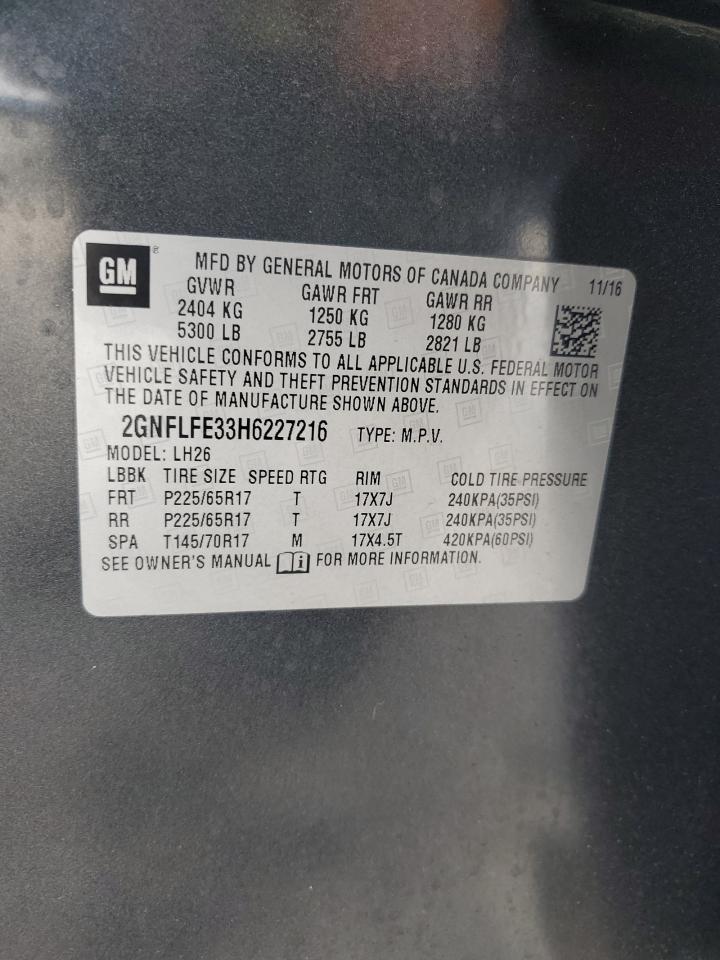 GM ®
MFD BY GENERAL MOTORS OF CANADA COMPANY 11/16
GVWR GAWR FRT GAWR RR
2404 KG 1250 KG 1280 KG
5300 LB 2755 LB 2821 LB
THIS VEHICLE CONFORMS TO ALL APPLICABLE U.S. FEDERAL MOTOR
VEHICLE SAFETY AND THEFT PREVENTION STANDARDS IN EFFECT ON
THE DATE OF MANUFACTURE SHOWN ABOVE.
2GNFLFE33H6227216 TYPE: M.P.V.
MODEL: LH26
LBBK TIRE SIZE SPEED RTG RIM COLD TIRE PRESSURE
FRT P225/65R17 T 17X7J 240KPA(35PSI)
RR P225/65R17 T 17X7J 240KPA(35PSI)
SPA T145/70R17 M 17X4.5T 420KPA(60PSI)
SEE OWNER'S MANUAL i FOR MORE INFORMATION.